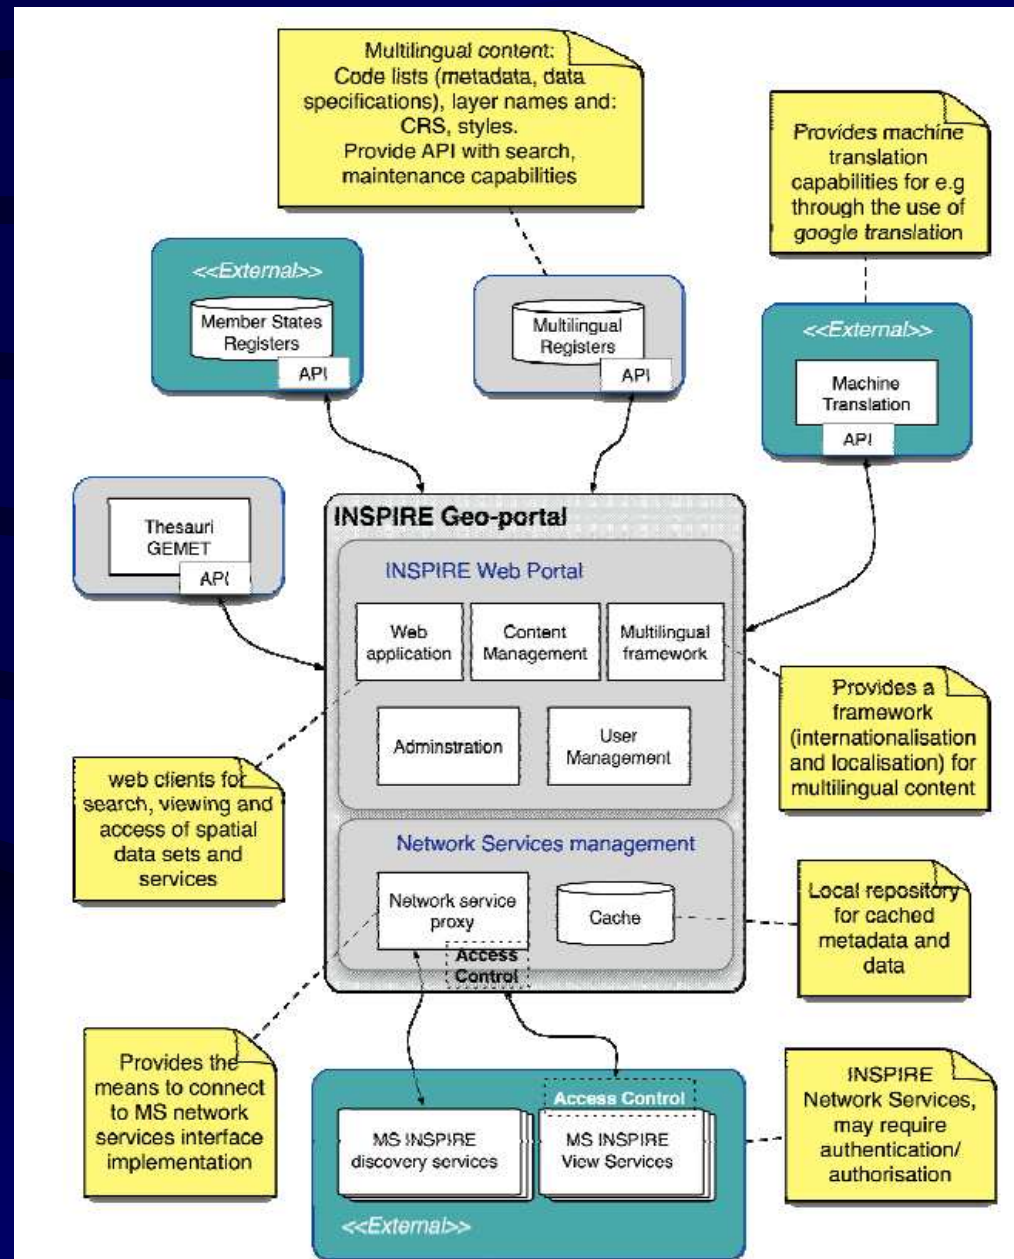 Multilingual content:
Code lists (metadata, data
specifications), layer names and:
CRS, styles.
Provide API with search,
maintenance capabilities
Provides machine
translation
capabilities for e.g
through the use of
google translation
<<External>>
Member States
Registers
API
Multilingual
Registers
API
<<External>>
Machine
Translation
API
Thesauri
GEMET
API
INSPIRE Geo-portal
INSPIRE Web Portal
Web
application
Content
Management
Multilingual
framework
Adminstration
User
Management
Provides a
framework
(internationalisation
and localisation) for
multilingual content
web clients for
search, viewing and
access of spatial
data sets and
services
Network Services management
Network service
proxy
Cache
Access
Control
Local repository
for cached
metadata and
data
Provides the
means to connect
to MS network
services interface
implementation
Access Control
MS INSPIRE
discovery services
MS INSPIRE
View Services
<<External>>
INSPIRE
Network Services,
may require
authentication/
authorisation